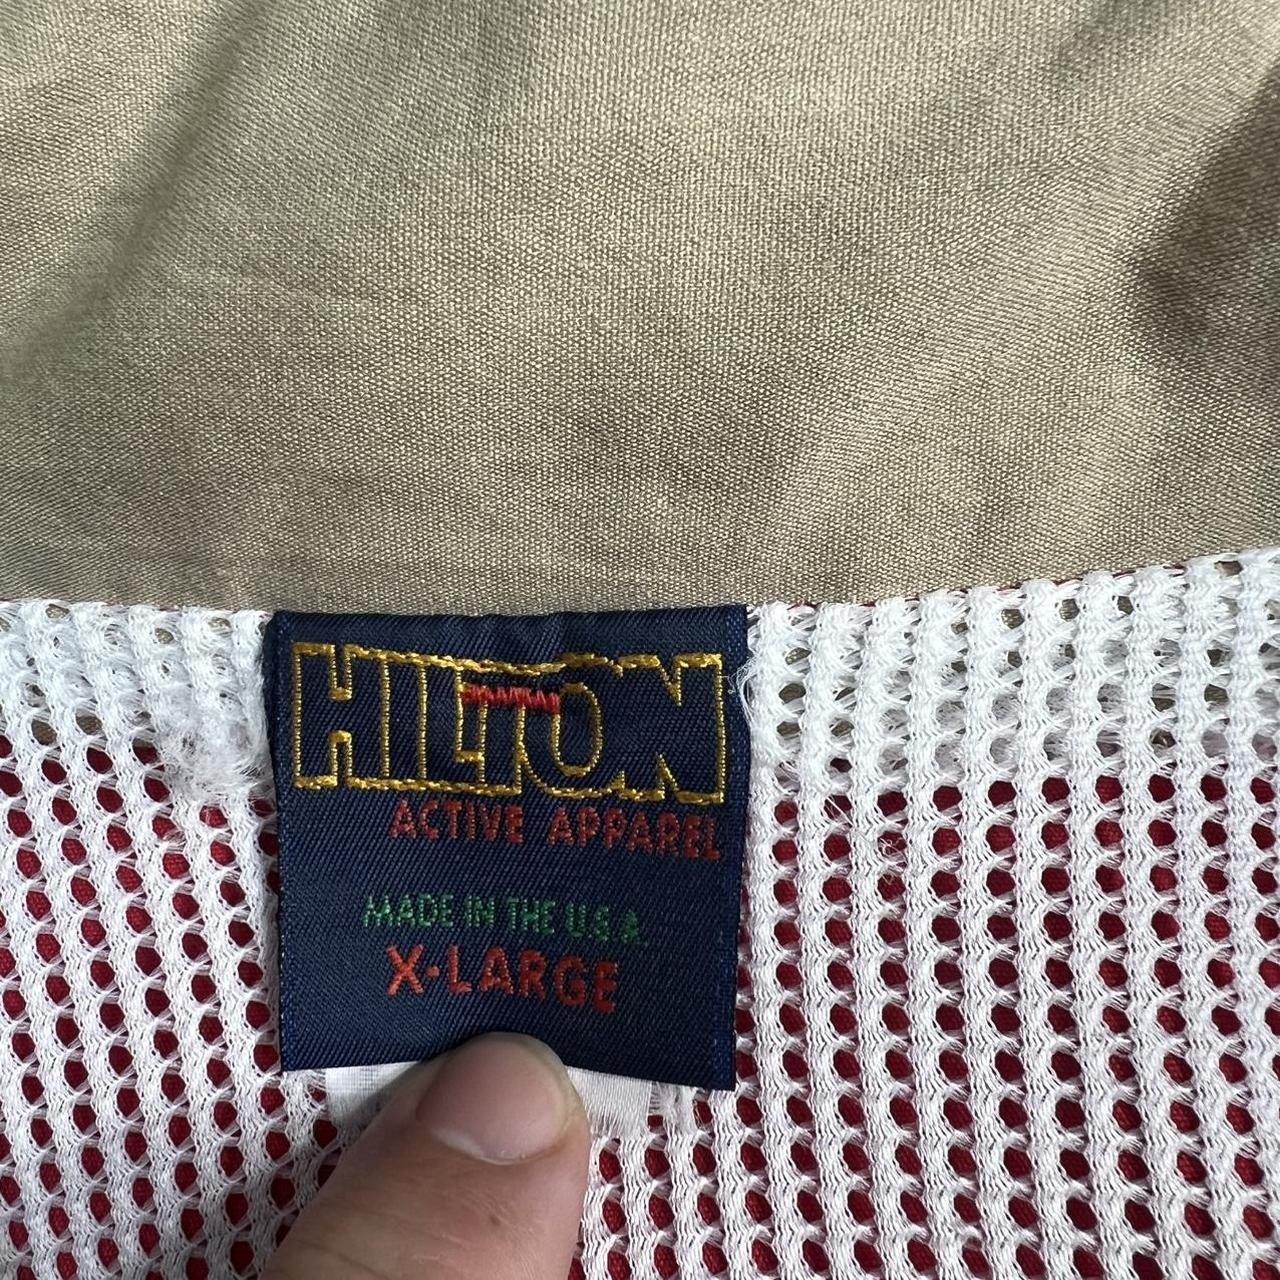 HILTON
ACTIVE APPAREL
MADE IN THE U.S.A.
X-LARGE